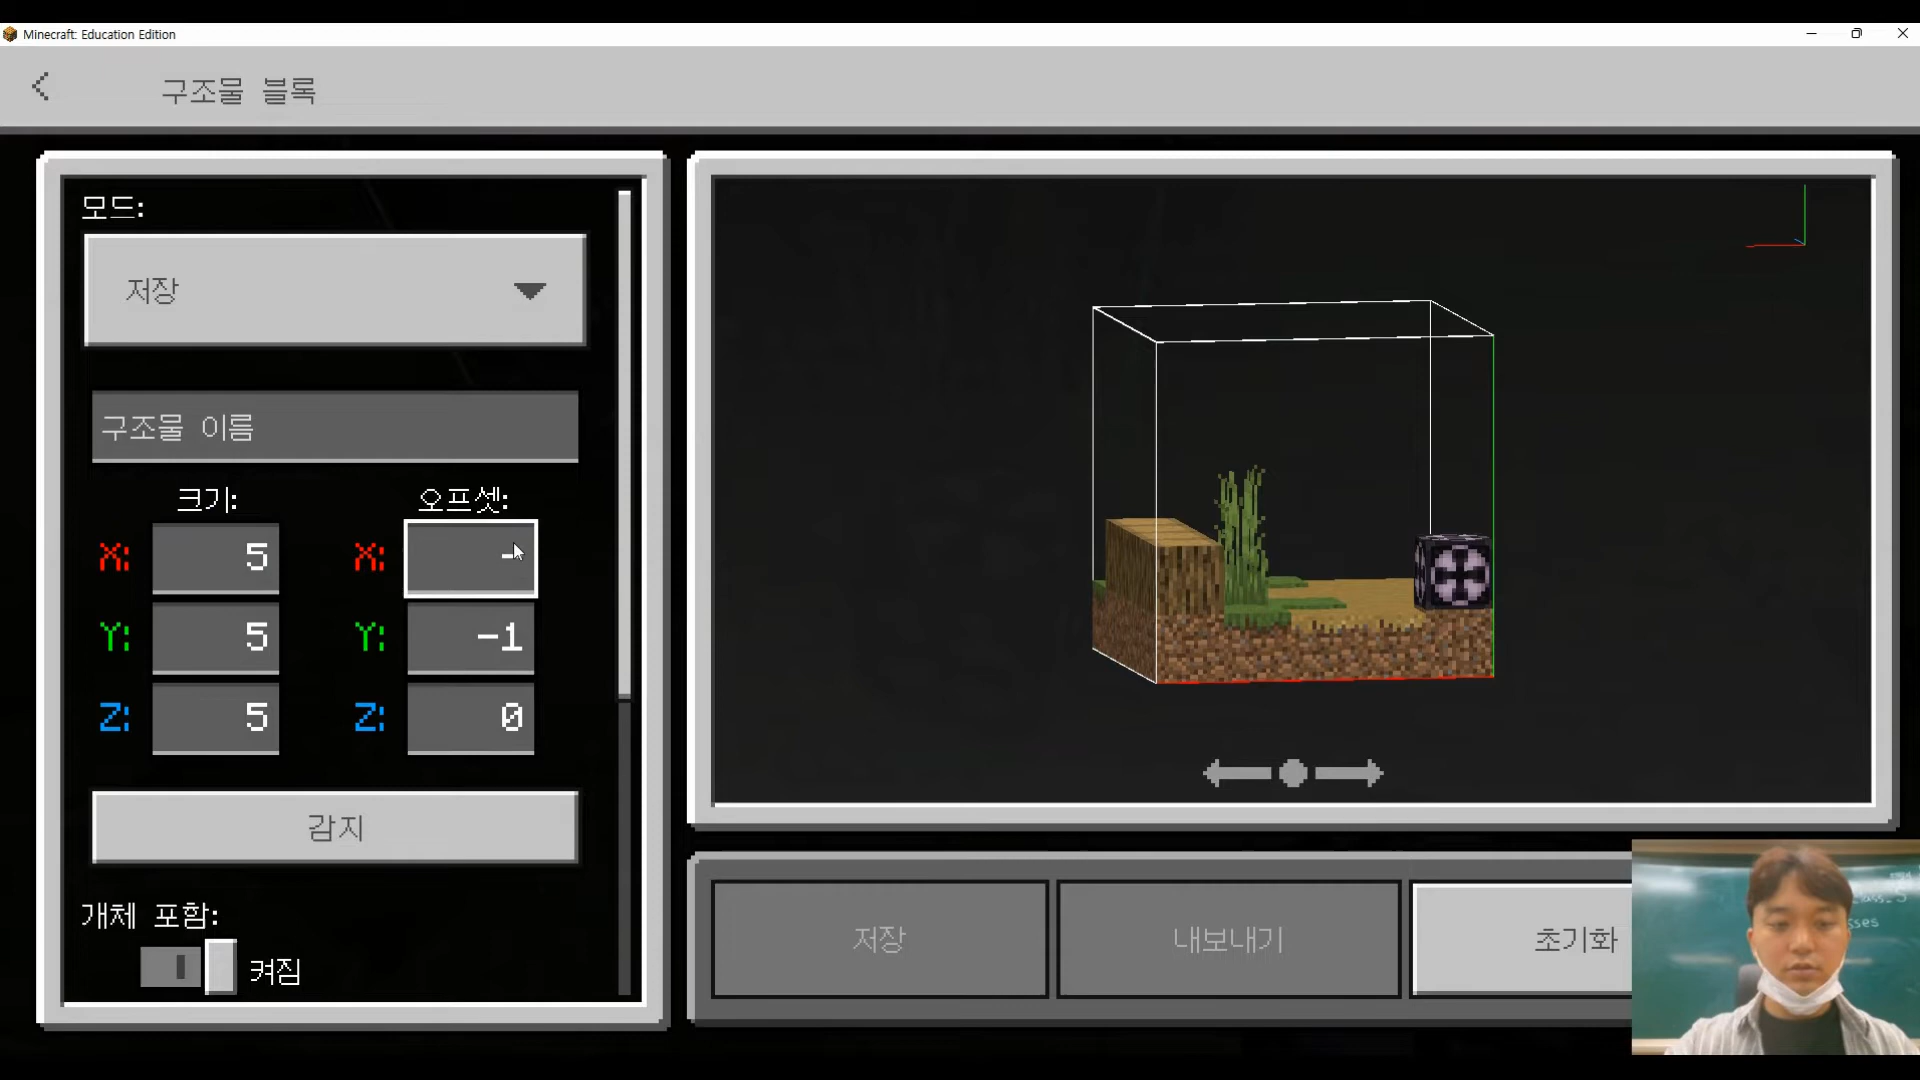 Minecraft: Education Edition
구조물 블록
모드:
저장
구조물 이름
크기: 오프셋:
X: 5 X: -
Y: 5 Y: -1
Z: 5 Z: 0
감지
개체 포함:
켜짐
저장 내보내기 초기화